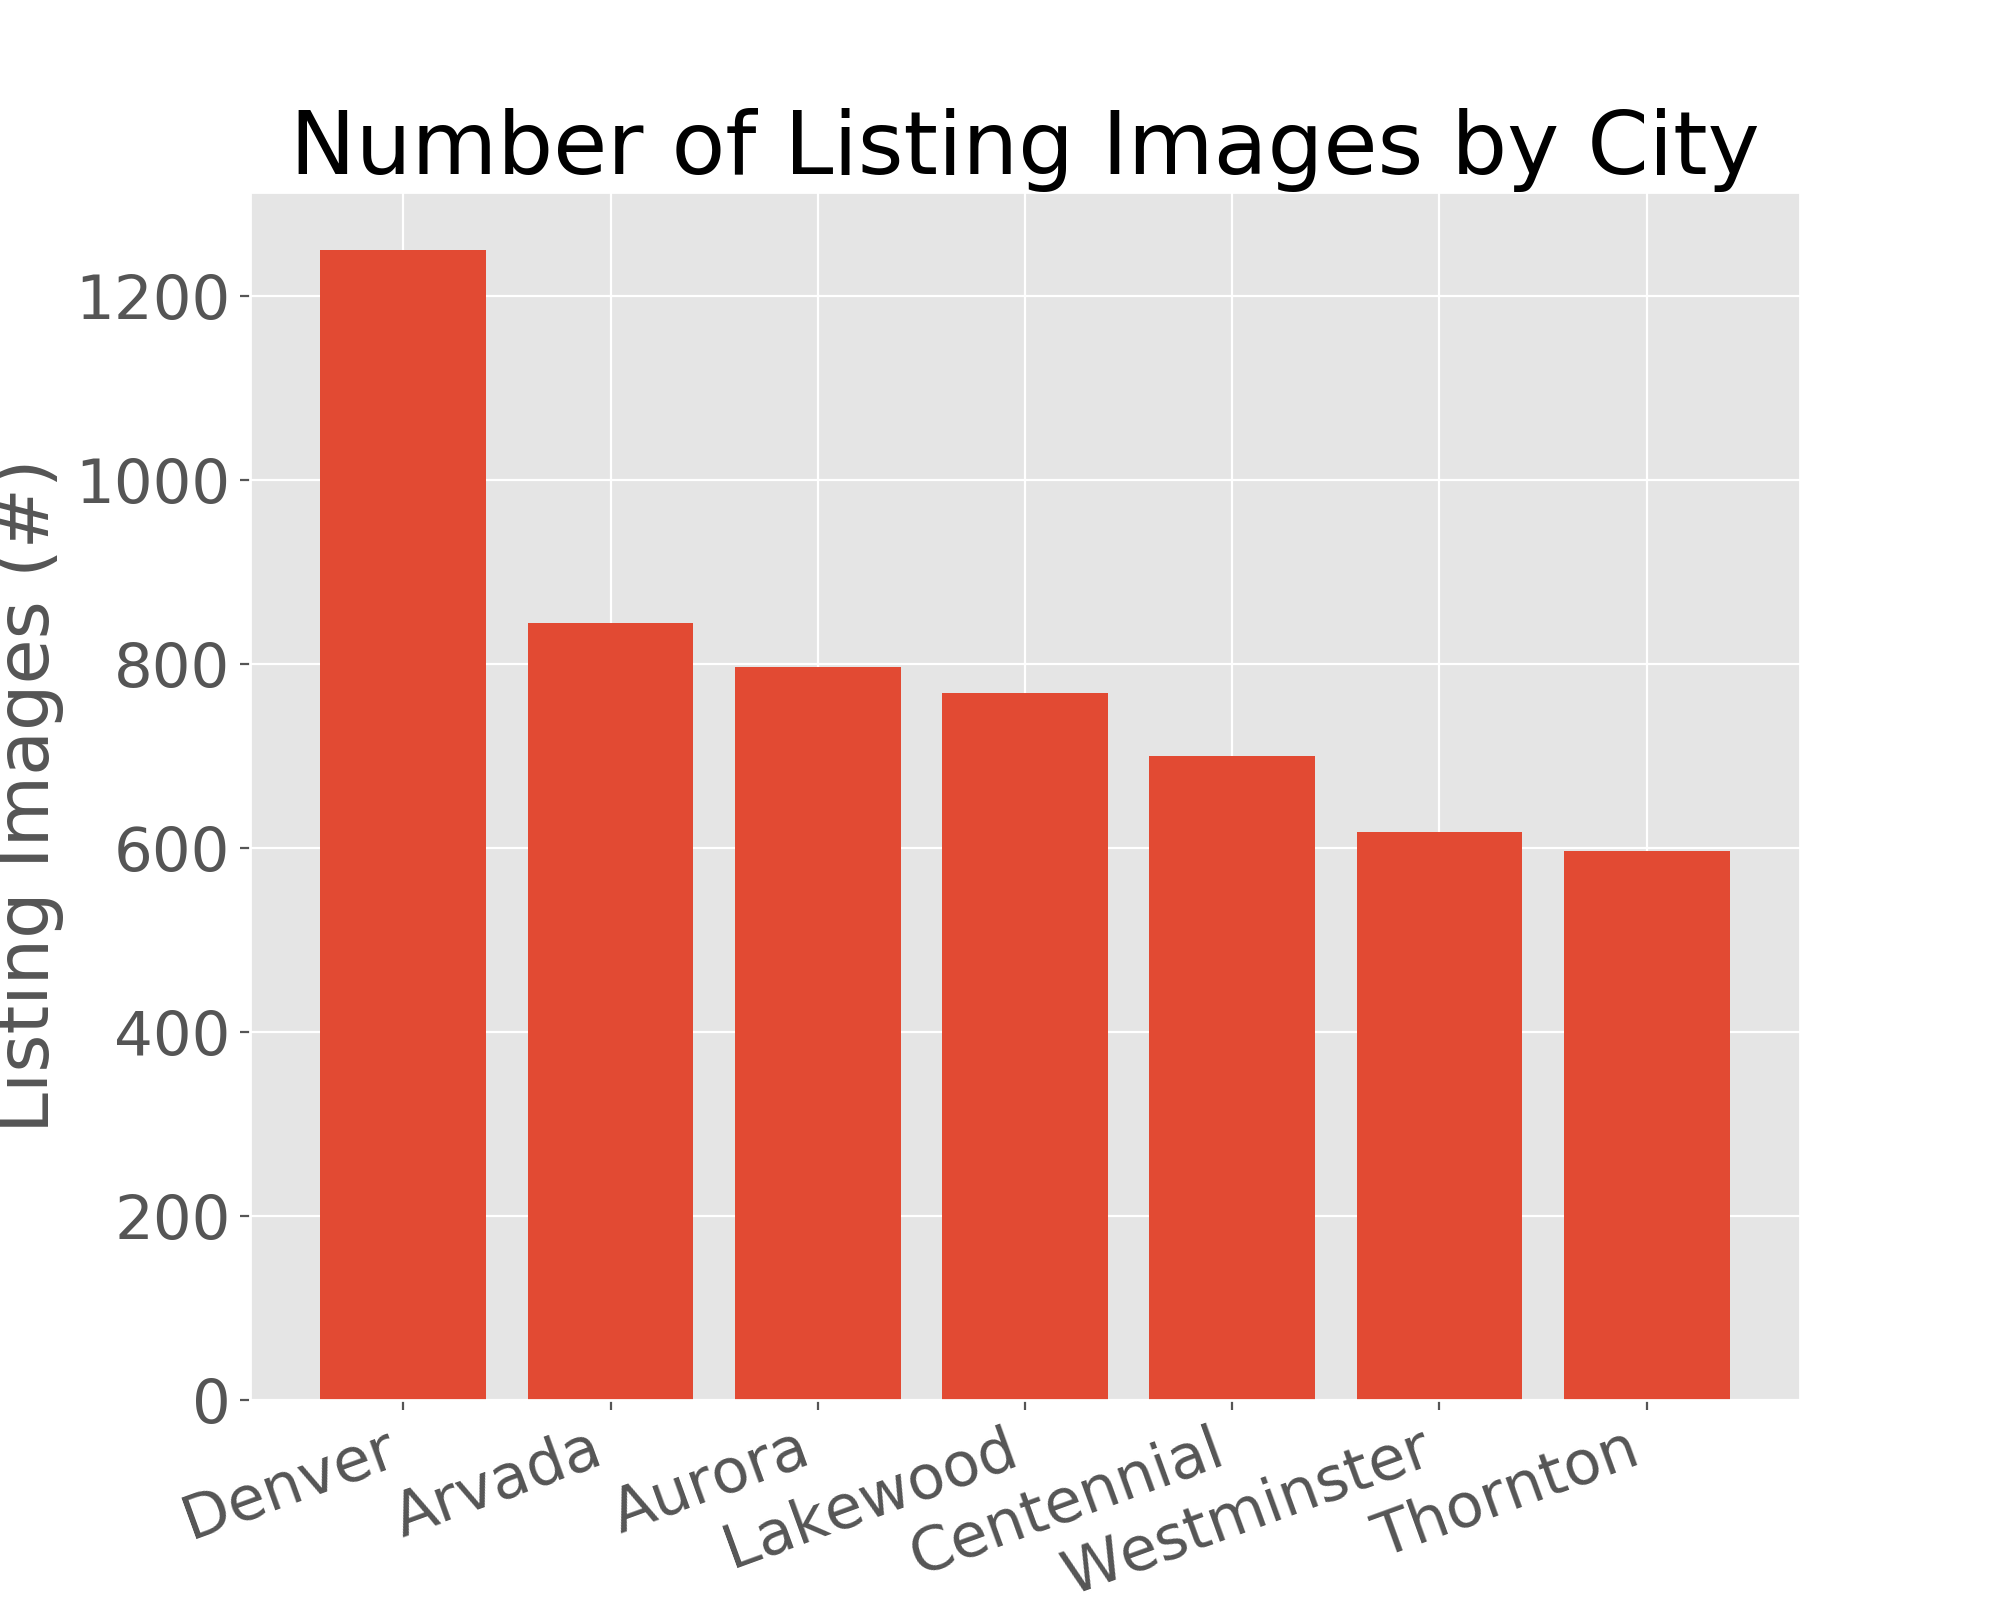 Number of Listing Images by City
Listing Images (#)
1200
1000
800
600
400
200
0
Denver
Arvada
Aurora
Lakewood
Centennial
Westminster
Thornton